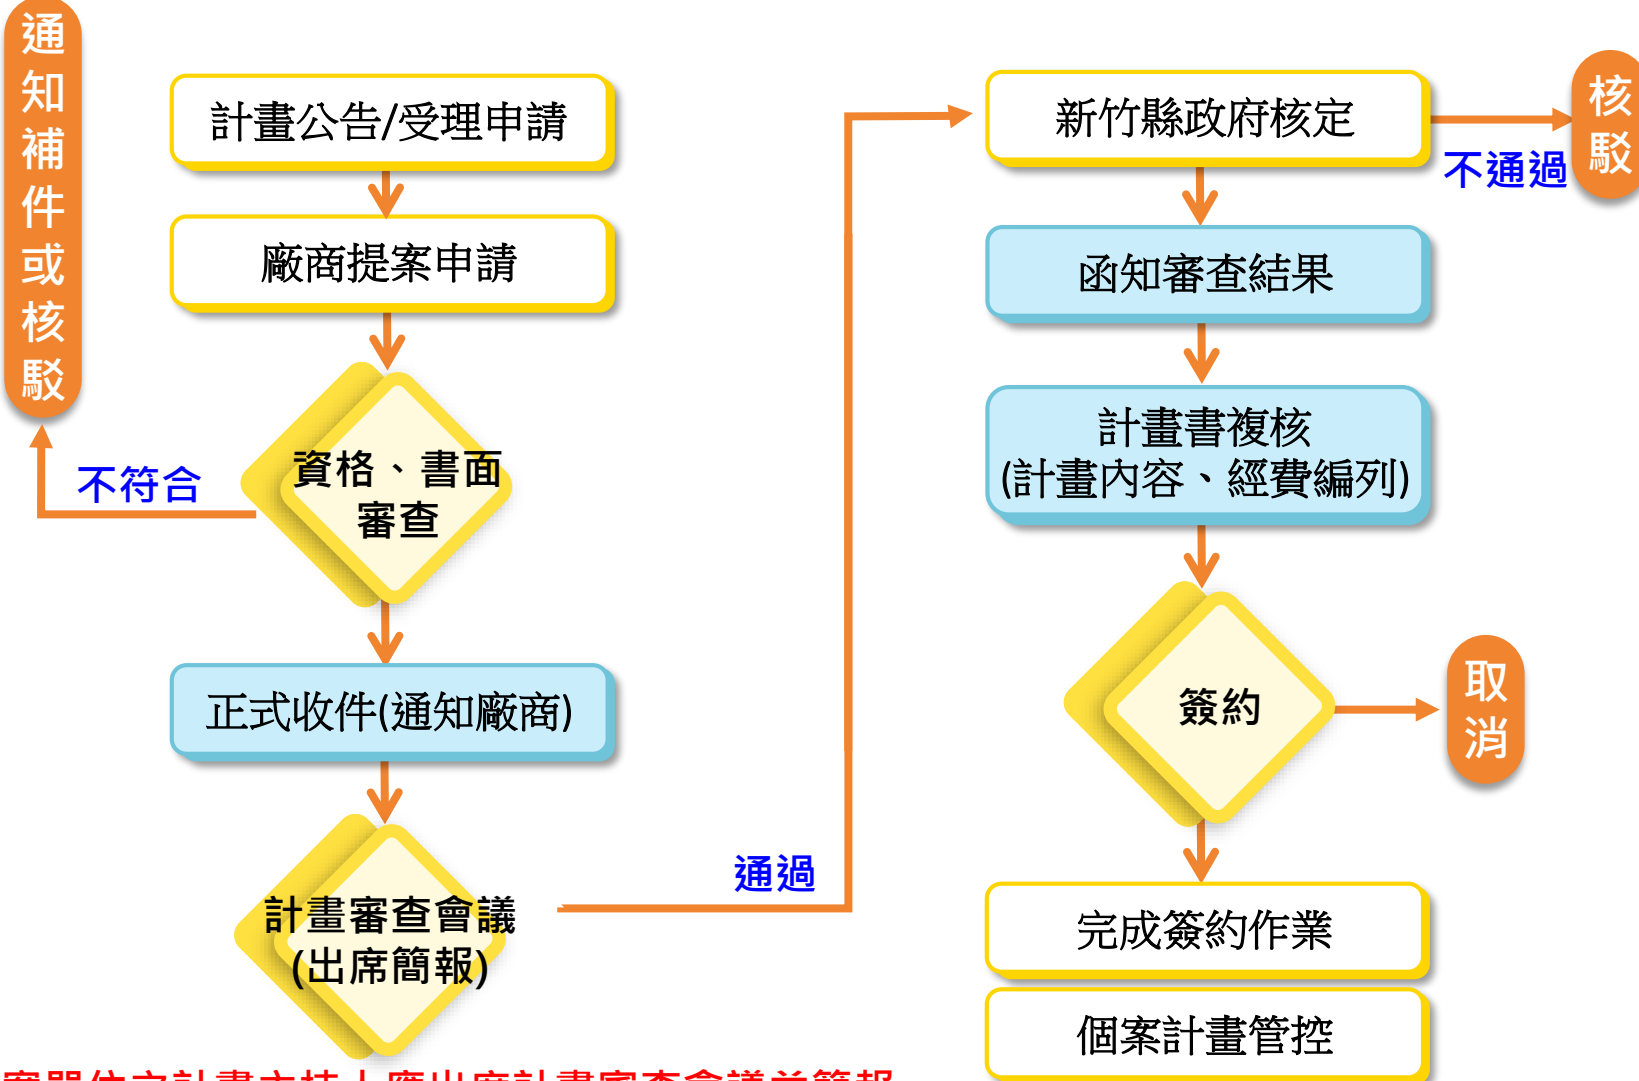 通知補件或核駁
計畫公告/受理申請
廠商提案申請
資格、書面
審查
不符合
正式收件(通知廠商)
計畫審查會議
(出席簡報)
通過
新竹縣政府核定
不通過
核駁
函知審查結果
計畫書複核
(計畫內容、經費編列)
簽約
取消
完成簽約作業
個案計畫管控